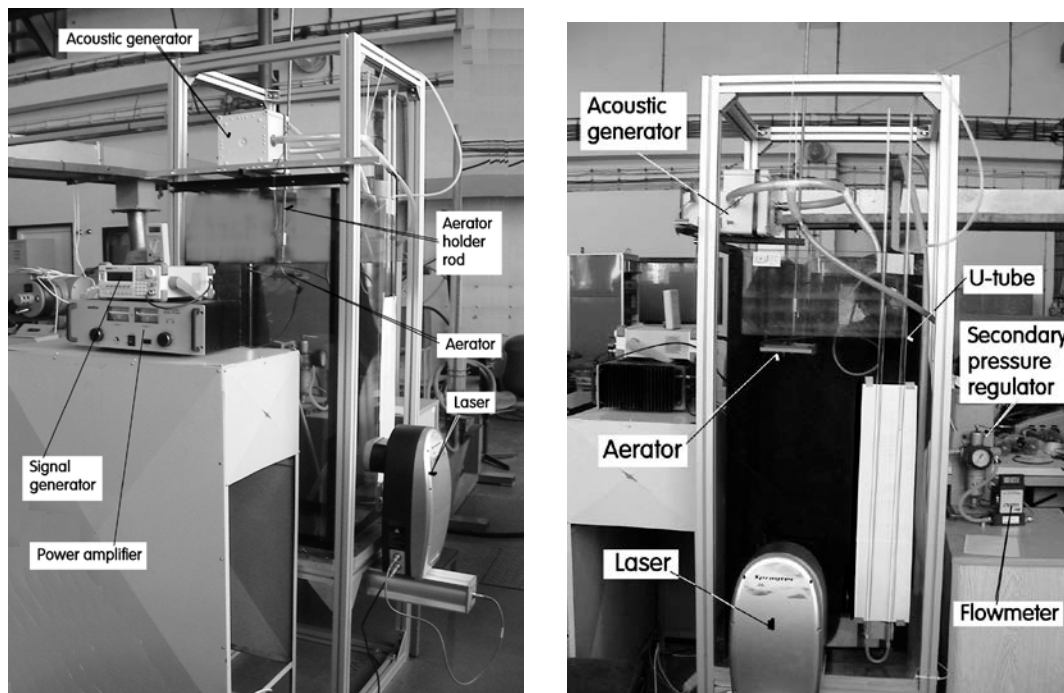 Acoustic generator
Aerator
holder
rod
Aerator
Laser
Signal
generator
Power amplifier
Acoustic
generator
U-tube
Secondary
pressure
regulator
Aerator
Laser
Spraytec
Flowmeter